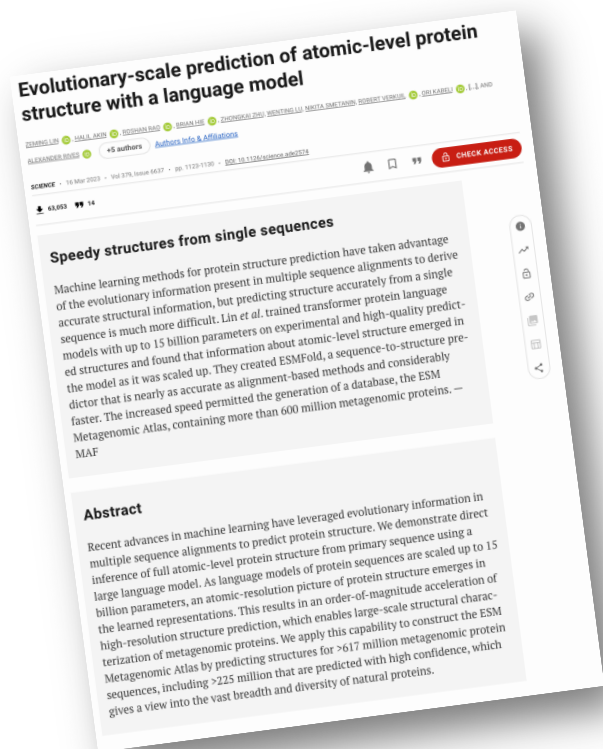 Evolutionary-scale prediction of atomic-level protein
structure with a language model
ZEMING LIN, HALIL AKIN, ROSHAN RAO, BRIAN HIE, ZHONGKAI ZHU, WENTING LU, NIKITA SMETANIN, ROBERT VERKUIL, ORI KABELI, [...] AND
ALEXANDER RIVES +5 authors Authors Info & Affiliations
SCIENCE • 16 Mar 2023 • Vol 379, Issue 6637 • pp. 1123-1130 • DOI: 10.1126/science.ade2574
63,053 14
CHECK ACCESS
Speedy structures from single sequences
Machine learning methods for protein structure prediction have taken advantage
of the evolutionary information present in multiple sequence alignments to derive
accurate structural information, but predicting structure accurately from a single
sequence is much more difficult. Lin et al. trained transformer protein language
models with up to 15 billion parameters on experimental and high-quality predict-
ed structures and found that information about atomic-level structure emerged in
the model as it was scaled up. They created ESMFold, a sequence-to-structure pre-
dictor that is nearly as accurate as alignment-based methods and considerably
faster. The increased speed permitted the generation of a database, the ESM
Metagenomic Atlas, containing more than 600 million metagenomic proteins. —
MAF
Abstract
Recent advances in machine learning have leveraged evolutionary information in
multiple sequence alignments to predict protein structure. We demonstrate direct
inference of full atomic-level protein structure from primary sequence using a
large language model. As language models of protein sequences are scaled up to 15
billion parameters, an atomic-resolution picture of protein structure emerges in
the learned representations. This results in an order-of-magnitude acceleration of
high-resolution structure prediction, which enables large-scale structural charac-
terization of metagenomic proteins. We apply this capability to construct the ESM
Metagenomic Atlas by predicting structures for >617 million metagenomic protein
sequences, including >225 million that are predicted with high confidence, which
gives a view into the vast breadth and diversity of natural proteins.